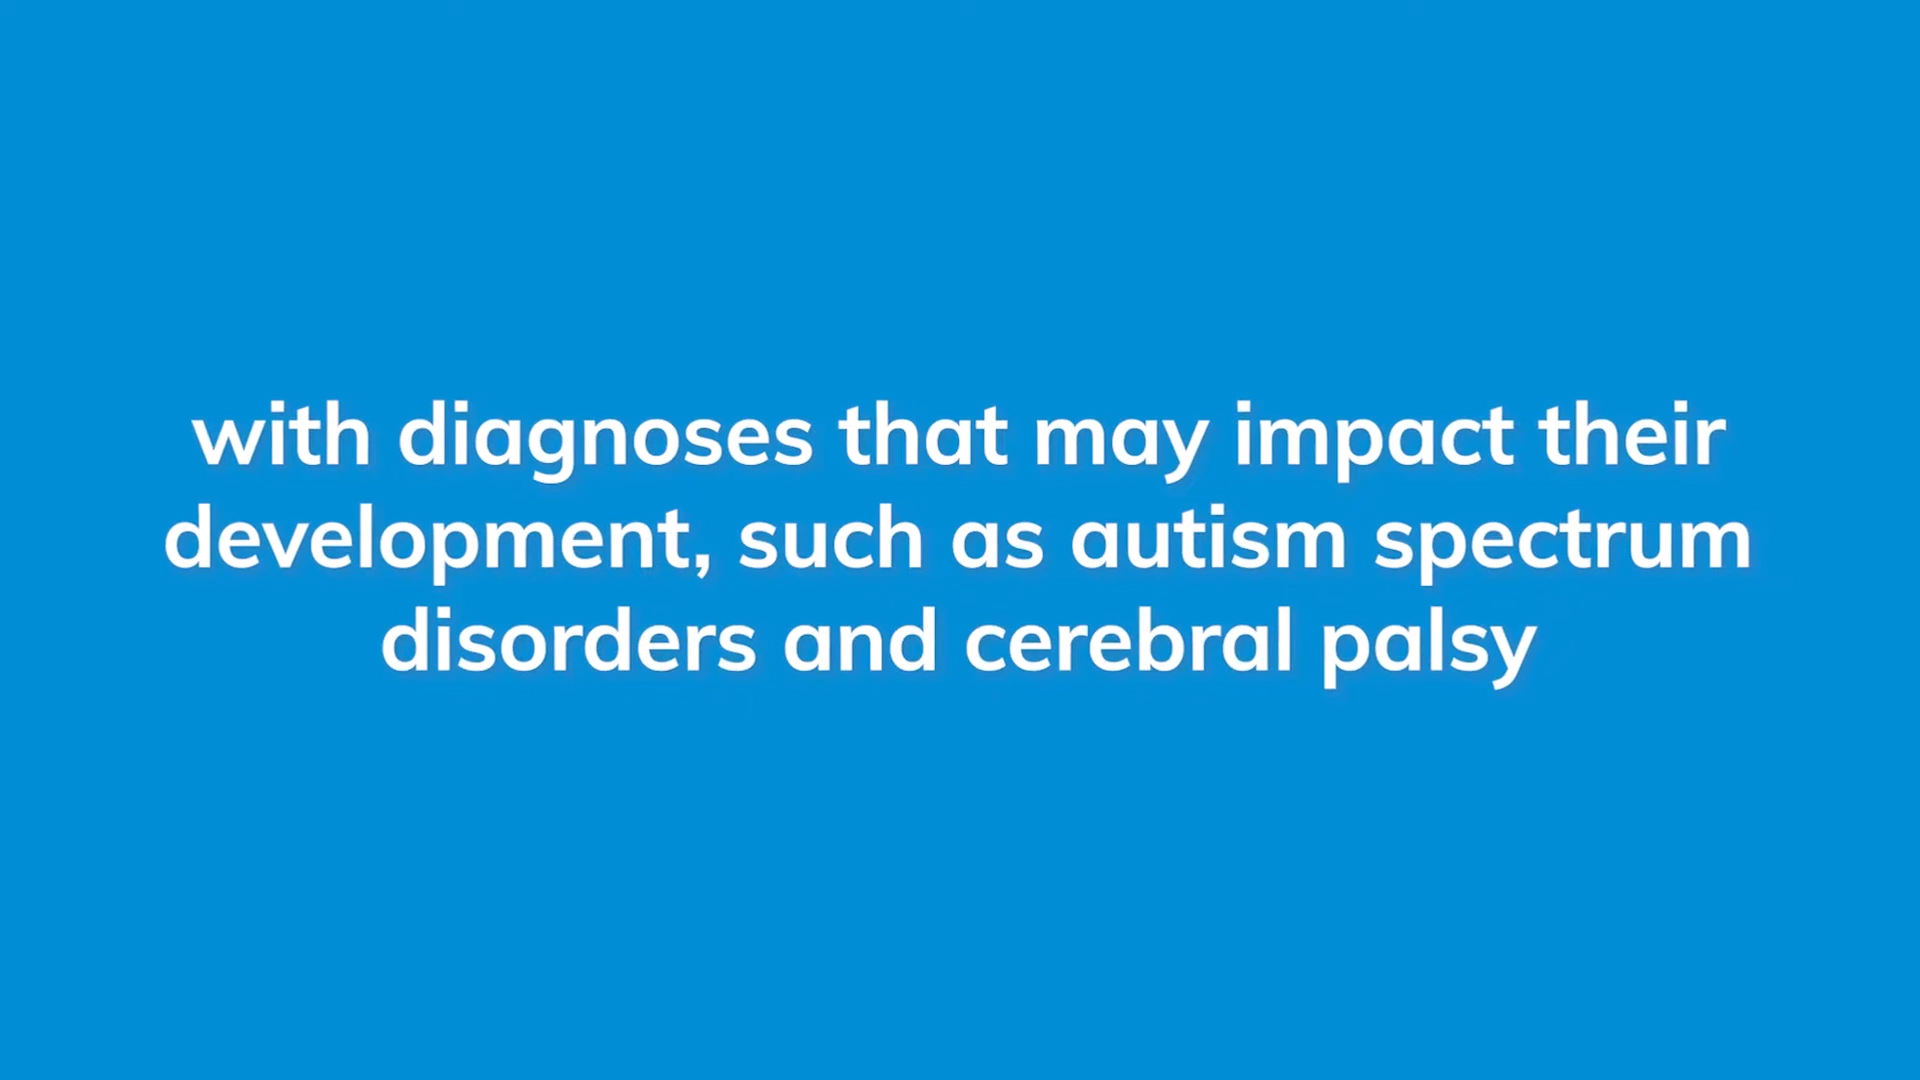 with diagnoses that may impact their
development, such as autism spectrum
disorders and cerebral palsy